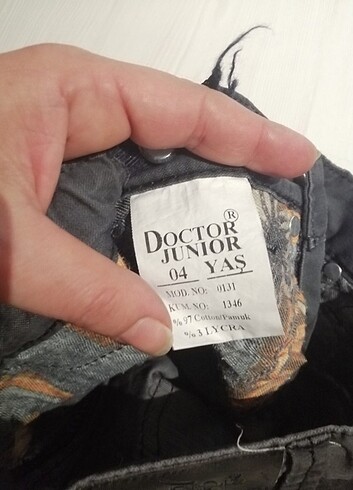 DOCTOR®
JUNIOR
04 YAŞ
MOD. NO: 0131
KUM. NO: 1346
%97 Cotton/Pamuk
%3 LYCRA